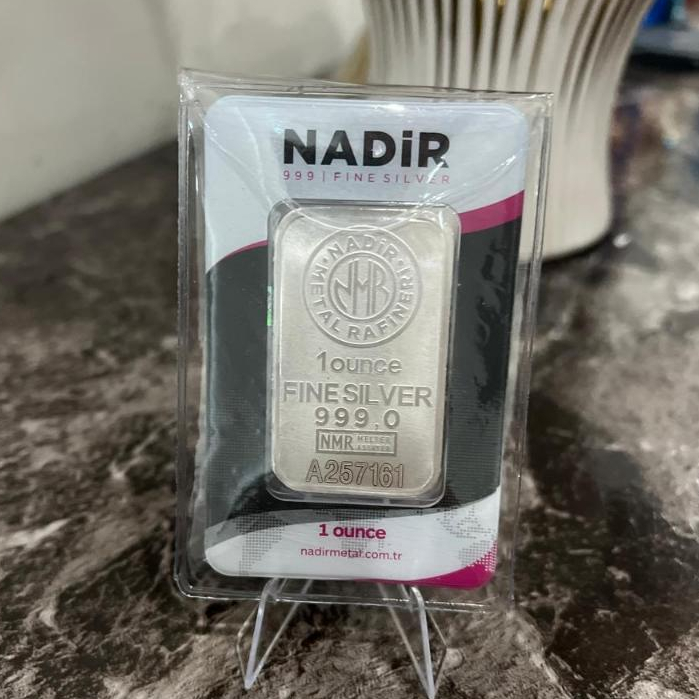 NADİR
999 | FINE SILVER
NADİR
METAL RAFİNERİ
NMR
1 ounce
FINE SILVER
999.0
NMR MELTER
ASSAYER
A257161
1 ounce
nadirmetal.com.tr